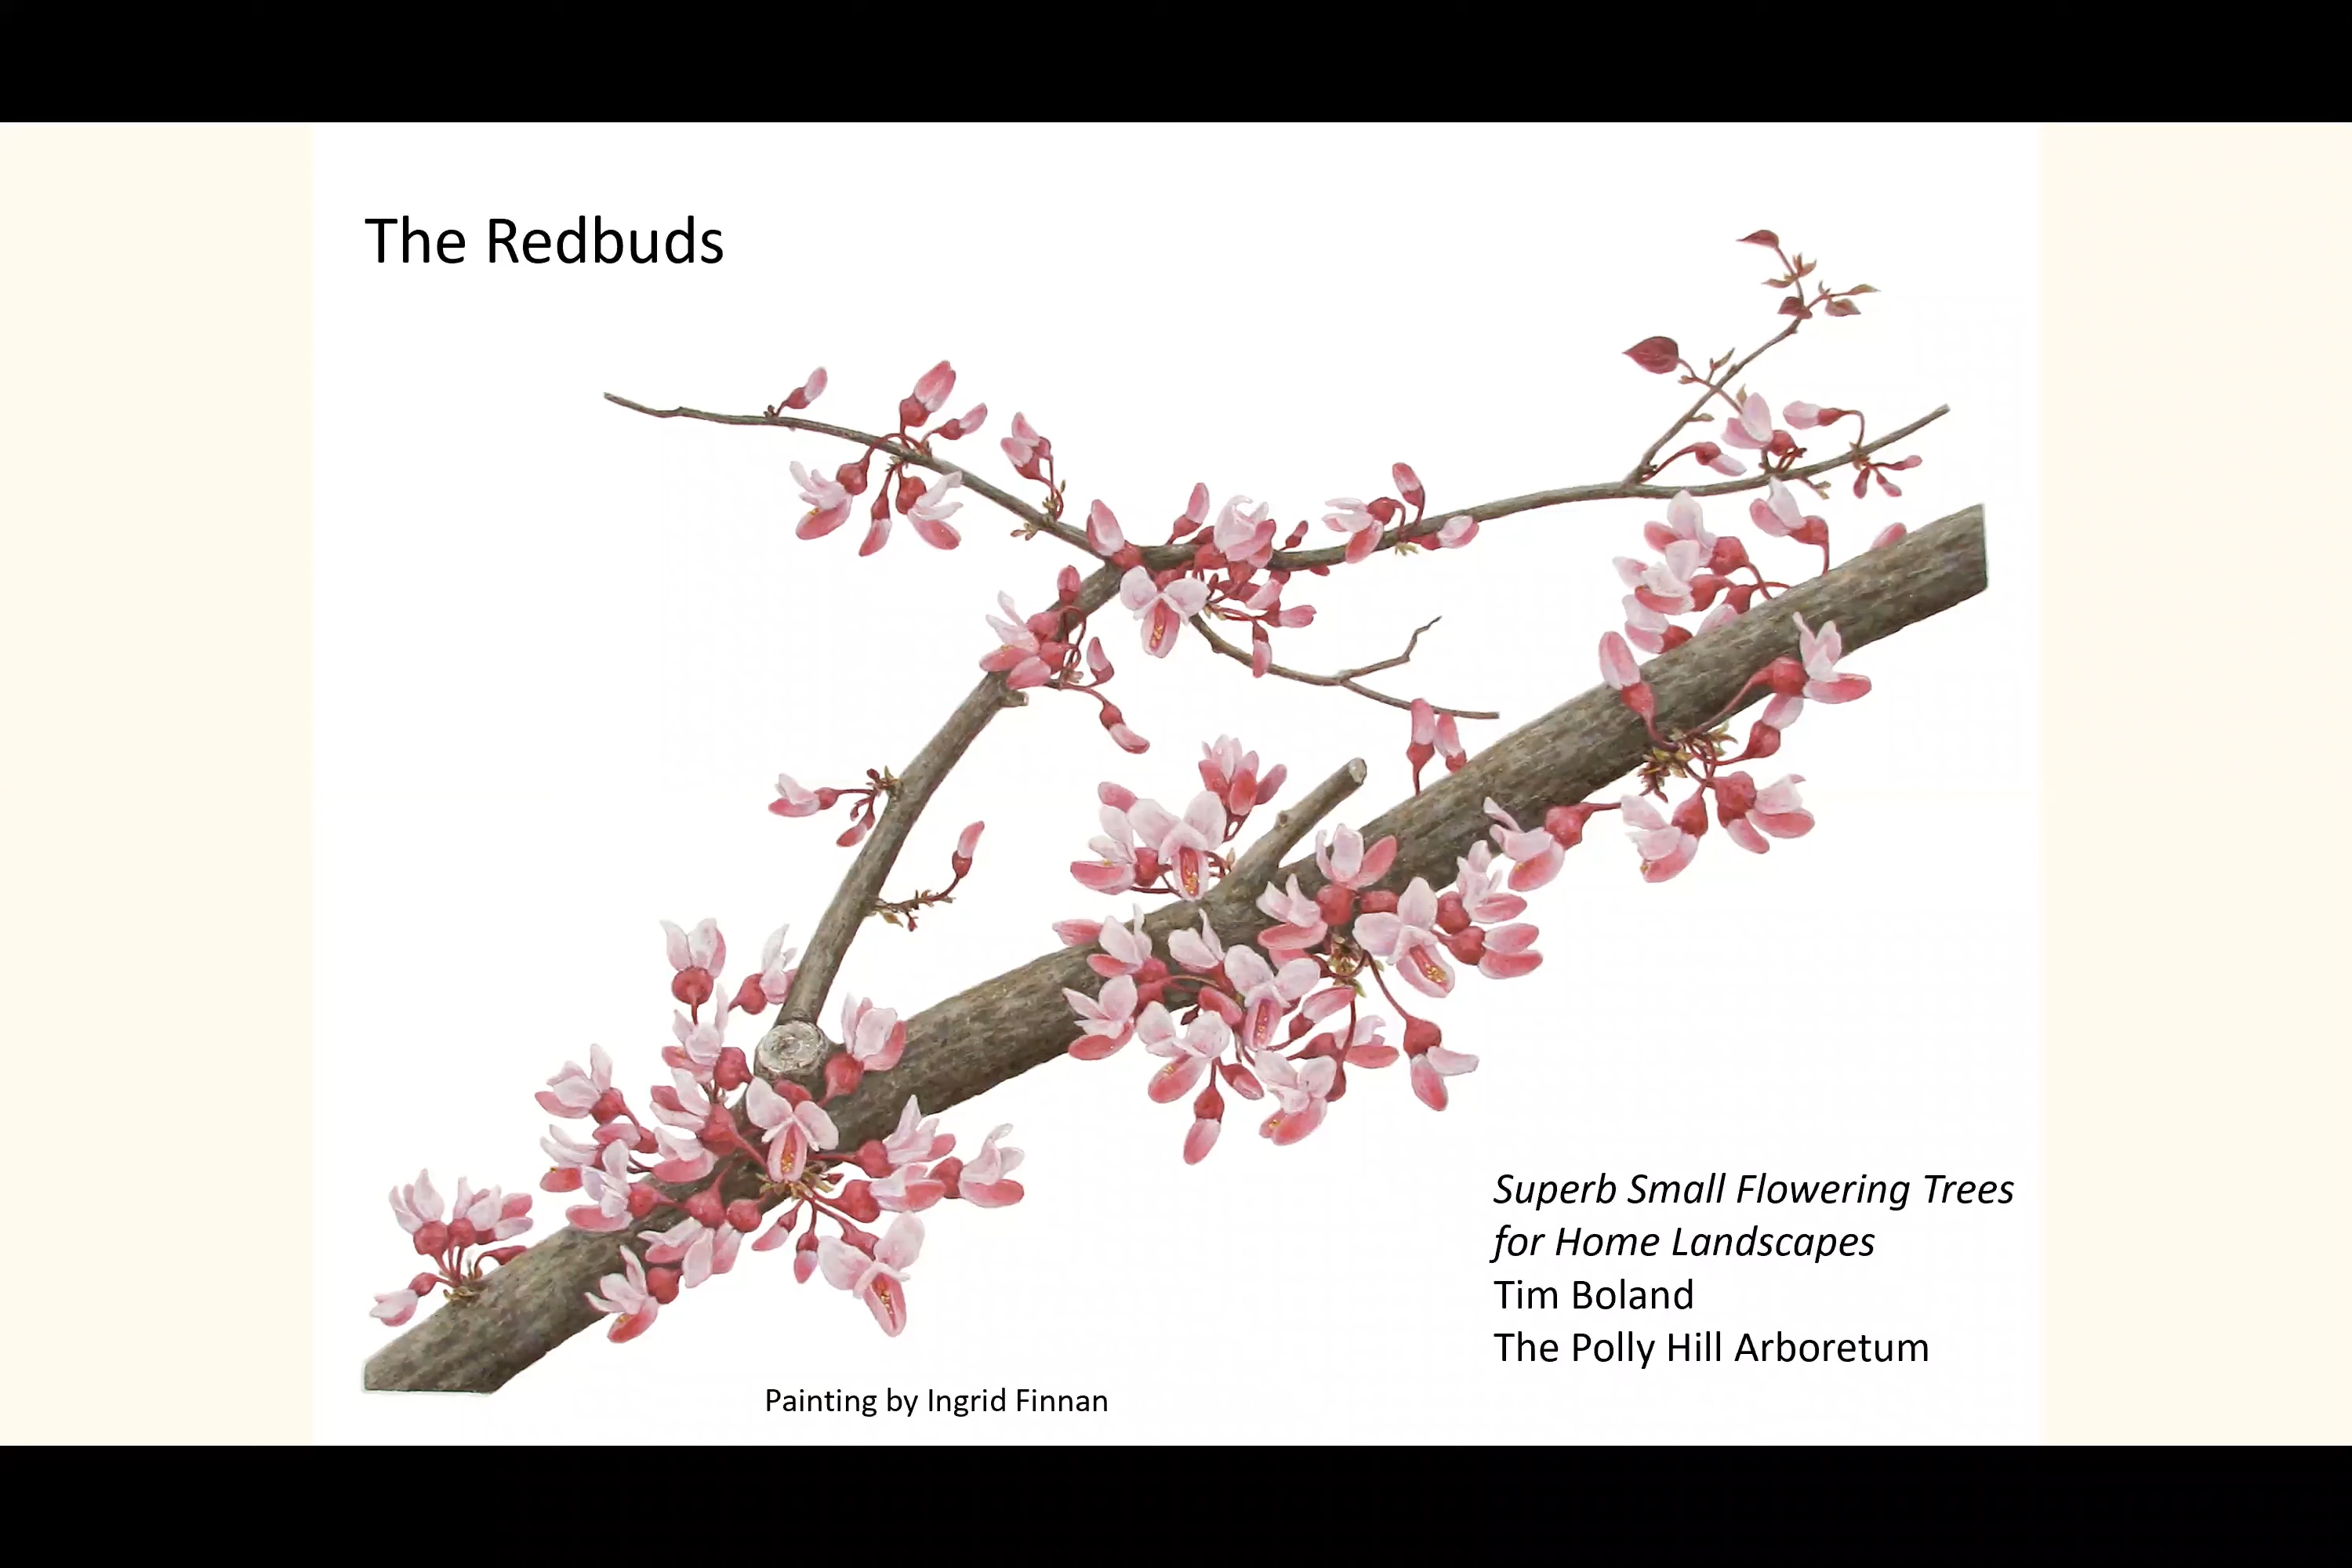 The Redbuds
Superb Small Flowering Trees
for Home Landscapes
Tim Boland
The Polly Hill Arboretum
Painting by Ingrid Finnan